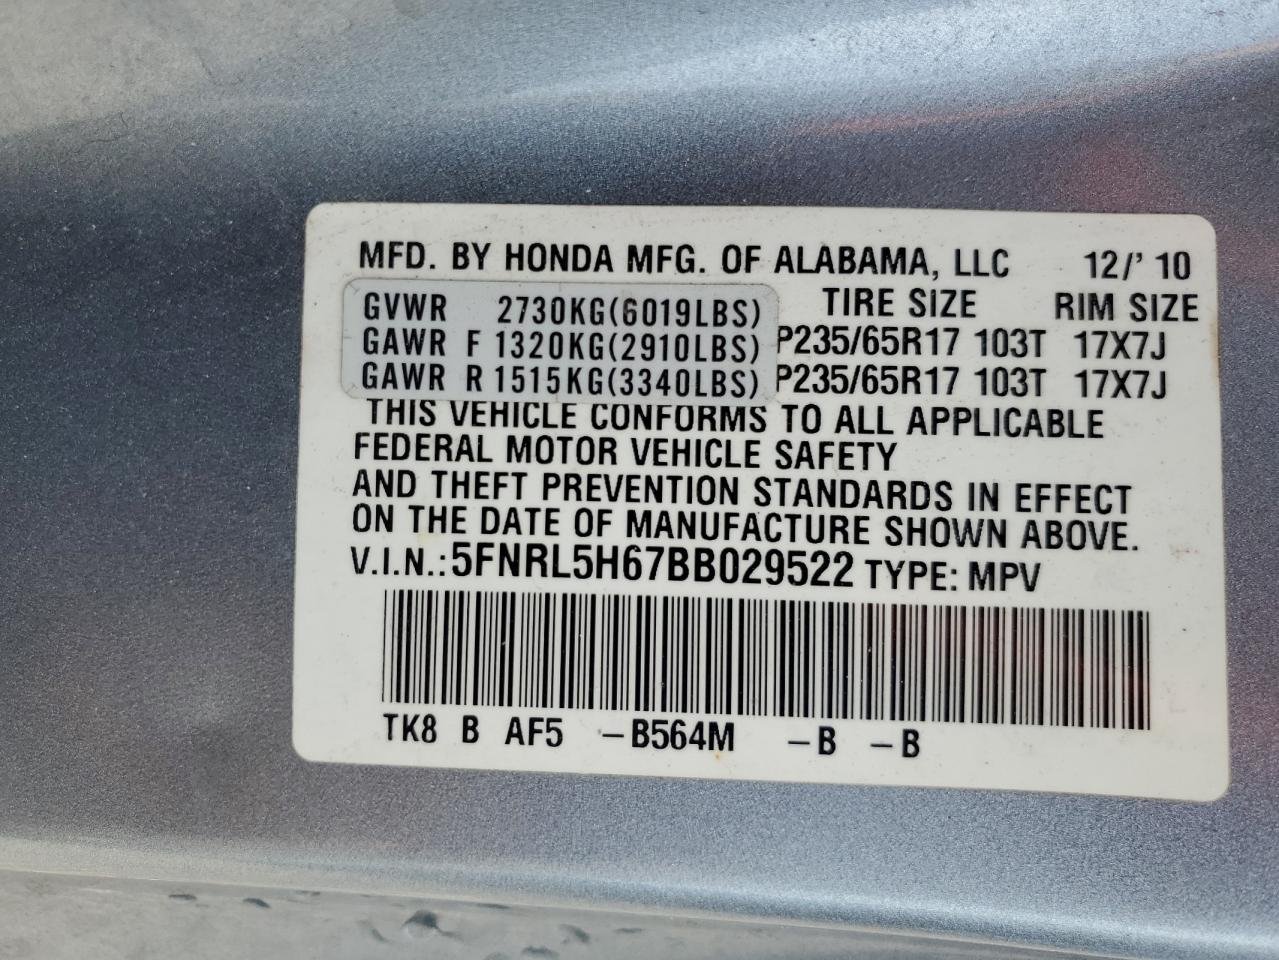 MFD. BY HONDA MFG. OF ALABAMA, LLC 12/' 10
GVWR 2730KG(6019LBS) TIRE SIZE RIM SIZE
GAWR F 1320KG(2910LBS) P235/65R17 103T 17X7J
GAWR R 1515KG(3340LBS) P235/65R17 103T 17X7J
THIS VEHICLE CONFORMS TO ALL APPLICABLE
FEDERAL MOTOR VEHICLE SAFETY
AND THEFT PREVENTION STANDARDS IN EFFECT
ON THE DATE OF MANUFACTURE SHOWN ABOVE.
V.I.N.: 5FNRL5H67BB029522 TYPE: MPV
TK8 B AF5 –B564M –B –B